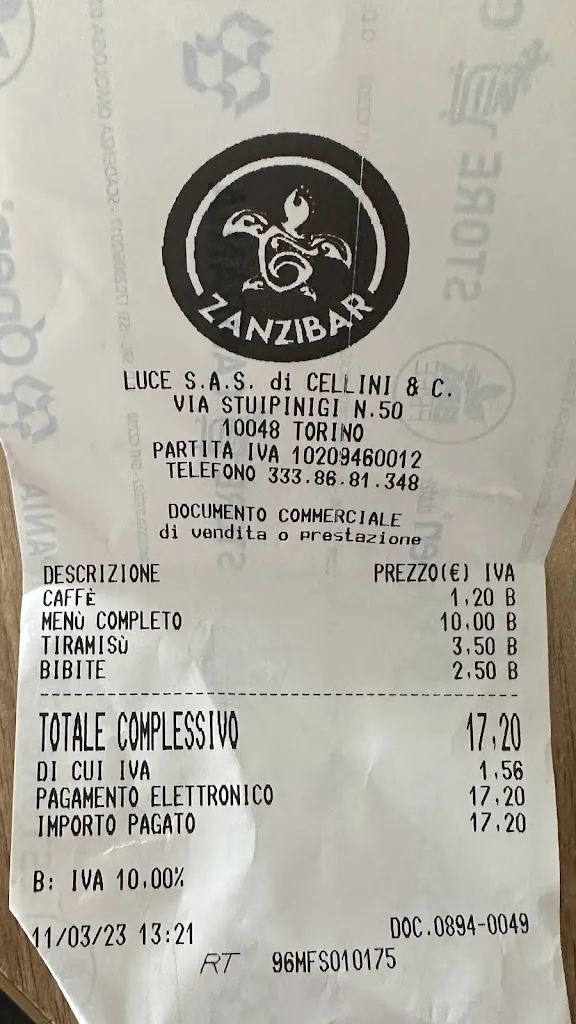 ZANZIBAR
LUCE S.A.S. di CELLINI & C.
VIA STUIPINIGI N.50
10048 TORINO
PARTITA IVA 10209460012
TELEFONO 333.86.81.348
DOCUMENTO COMMERCIALE
di vendita o prestazione
DESCRIZIONE PREZZO(€) IVA
CAFFÈ 1,20 B
MENÙ COMPLETO 10,00 B
TIRAMISÙ 3,50 B
BIBITE 2,50 B
TOTALE COMPLESSIVO 17,20
DI CUI IVA 1,56
PAGAMENTO ELETTRONICO 17,20
IMPORTO PAGATO 17,20
B: IVA 10,00%
11/03/23 13:21 DOC.0894-0049
RT 96MFS010175
STORE